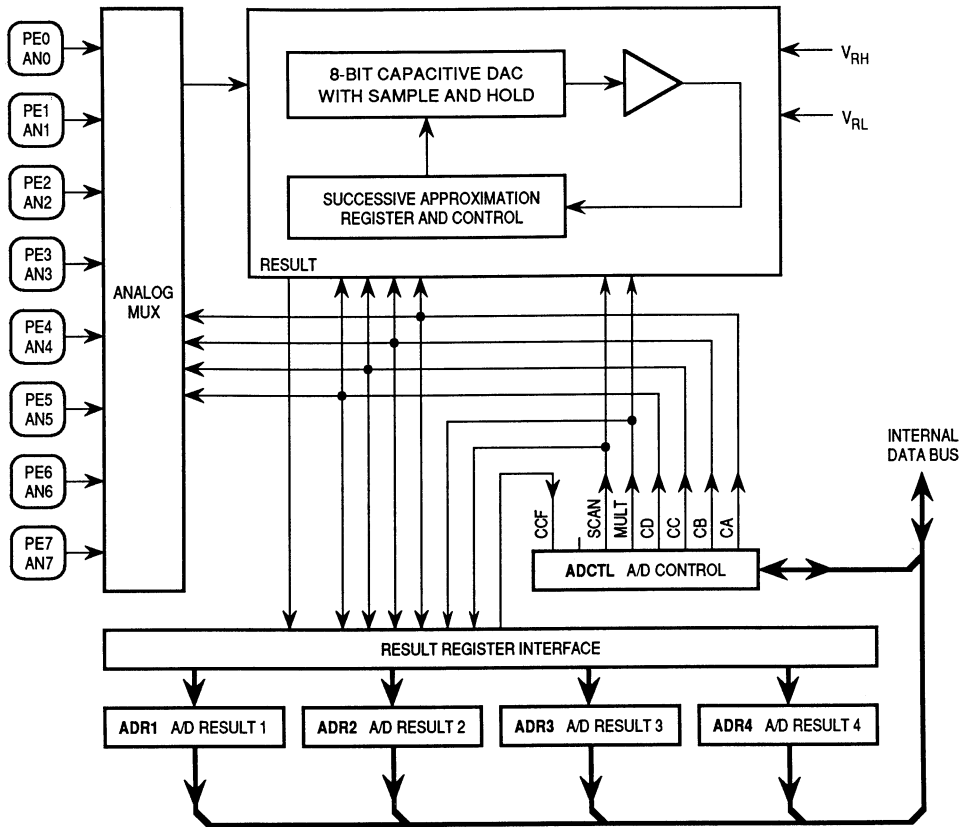 PE0
AN0
PE1
AN1
PE2
AN2
PE3
AN3
PE4
AN4
PE5
AN5
PE6
AN6
PE7
AN7
ANALOG
MUX
8-BIT CAPACITIVE DAC
WITH SAMPLE AND HOLD
SUCCESSIVE APPROXIMATION
REGISTER AND CONTROL
RESULT
VRH
VRL
INTERNAL
DATA BUS
CCF
SCAN
MULT
CD
CC
CB
CA
ADCTL A/D CONTROL
RESULT REGISTER INTERFACE
ADR1 A/D RESULT 1
ADR2 A/D RESULT 2
ADR3 A/D RESULT 3
ADR4 A/D RESULT 4